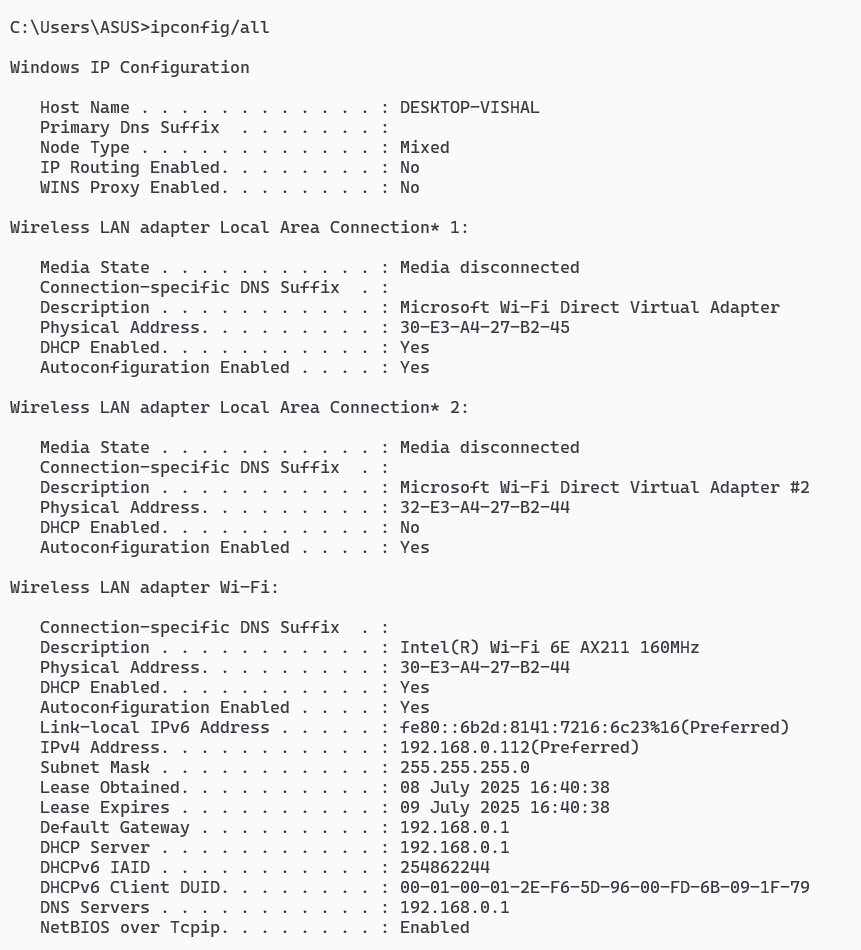 C:\Users\ASUS>ipconfig/all
Windows IP Configuration
Host Name . . . . . . . . . . . . : DESKTOP-VISHAL
Primary Dns Suffix  . . . . . . . :
Node Type . . . . . . . . . . . . : Mixed
IP Routing Enabled. . . . . . . . : No
WINS Proxy Enabled. . . . . . . . : No
Wireless LAN adapter Local Area Connection* 1:
Media State . . . . . . . . . . . : Media disconnected
Connection-specific DNS Suffix  . :
Description . . . . . . . . . . . : Microsoft Wi-Fi Direct Virtual Adapter
Physical Address. . . . . . . . . : 30-E3-A4-27-B2-45
DHCP Enabled. . . . . . . . . . . : Yes
Autoconfiguration Enabled . . . . : Yes
Wireless LAN adapter Local Area Connection* 2:
Media State . . . . . . . . . . . : Media disconnected
Connection-specific DNS Suffix  . :
Description . . . . . . . . . . . : Microsoft Wi-Fi Direct Virtual Adapter #2
Physical Address. . . . . . . . . : 32-E3-A4-27-B2-44
DHCP Enabled. . . . . . . . . . . : No
Autoconfiguration Enabled . . . . : Yes
Wireless LAN adapter Wi-Fi:
Connection-specific DNS Suffix  . :
Description . . . . . . . . . . . : Intel(R) Wi-Fi 6E AX211 160MHz
Physical Address. . . . . . . . . : 30-E3-A4-27-B2-44
DHCP Enabled. . . . . . . . . . . : Yes
Autoconfiguration Enabled . . . . : Yes
Link-local IPv6 Address . . . . . : fe80::6b2d:8141:7216:6c23%16(Preferred)
IPv4 Address. . . . . . . . . . . : 192.168.0.112(Preferred)
Subnet Mask . . . . . . . . . . . : 255.255.255.0
Lease Obtained. . . . . . . . . . : 08 July 2025 16:40:38
Lease Expires . . . . . . . . . . : 09 July 2025 16:40:38
Default Gateway . . . . . . . . . : 192.168.0.1
DHCP Server . . . . . . . . . . . : 192.168.0.1
DHCPv6 IAID . . . . . . . . . . . : 254862244
DHCPv6 Client DUID. . . . . . . . : 00-01-00-01-2E-F6-5D-96-00-FD-6B-09-1F-79
DNS Servers . . . . . . . . . . . : 192.168.0.1
NetBIOS over Tcpip. . . . . . . . : Enabled